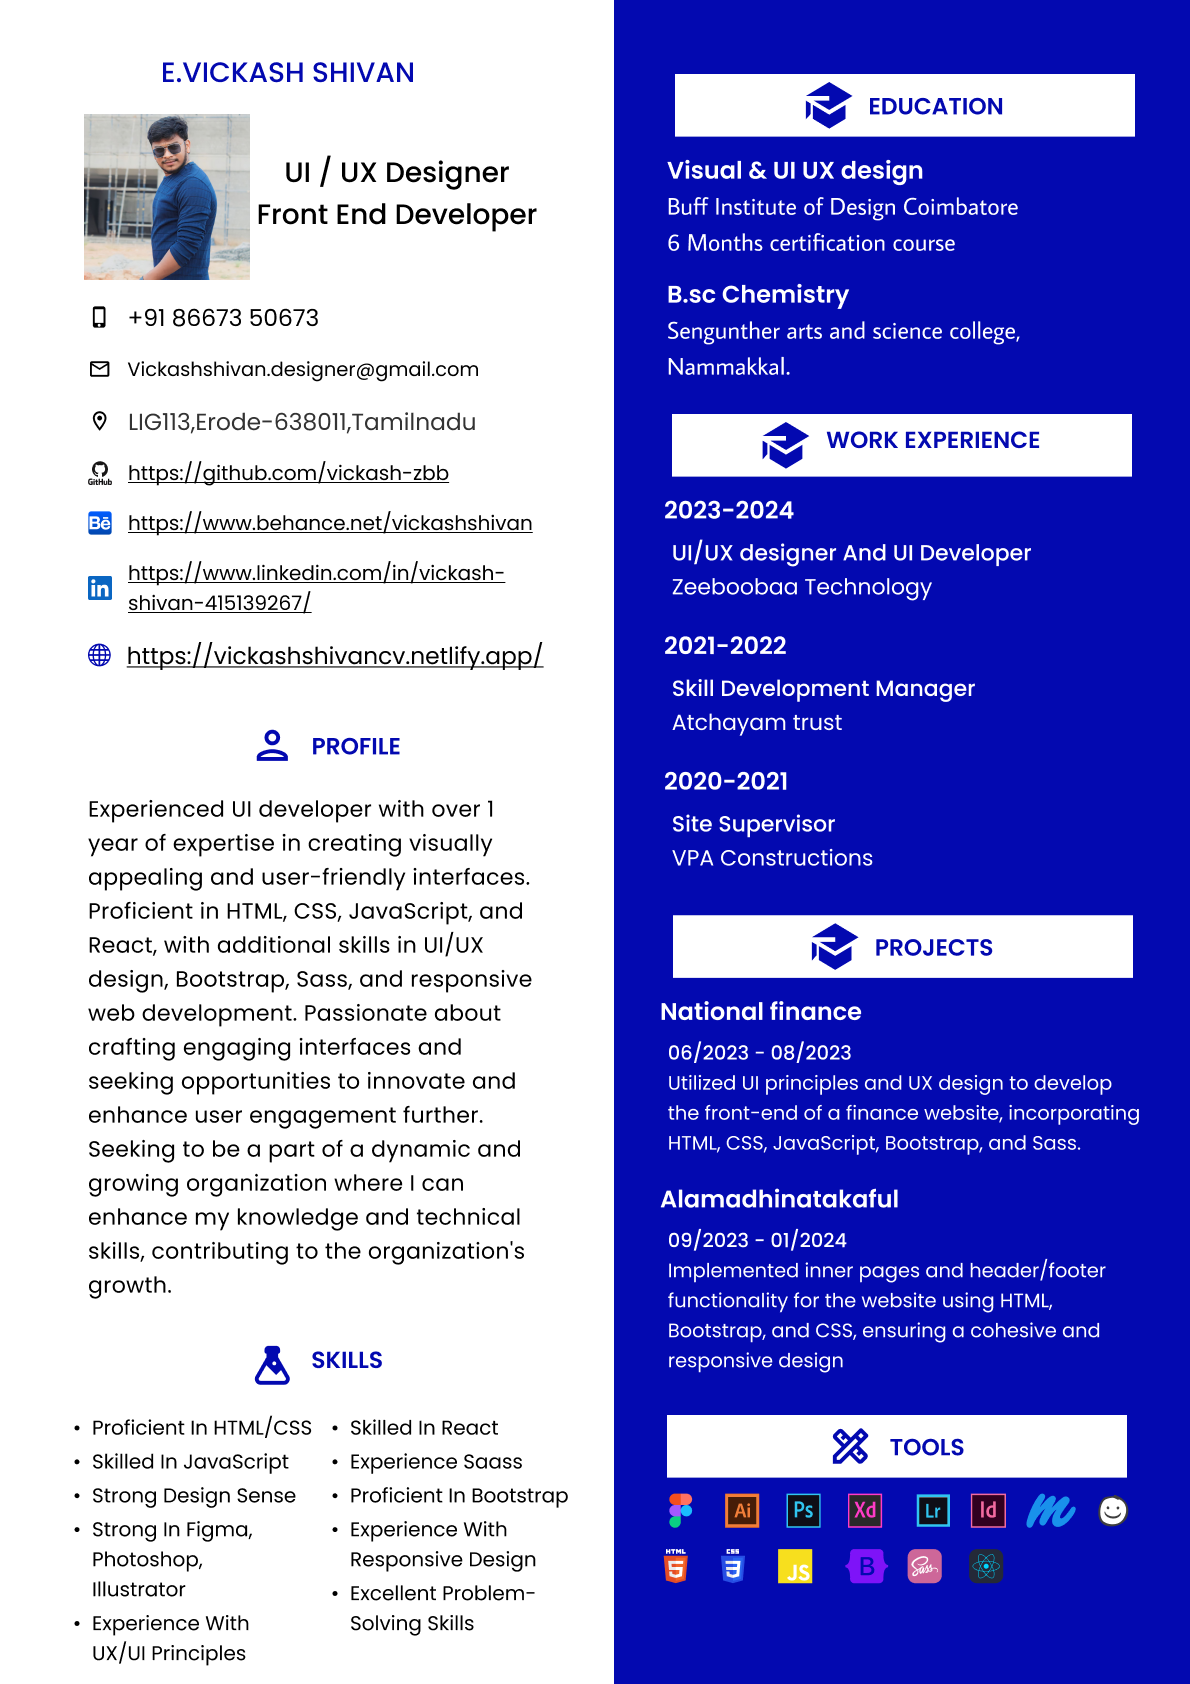 E.VICKASH SHIVAN
UI / UX Designer
Front End Developer
+91 86673 50673
Vickashshivan.designer@gmail.com
LIG113,Erode-638011,Tamilnadu
GitHub
https://github.com/vickash-zbb
Bē
https://www.behance.net/vickashshivan
in
https://www.linkedin.com/in/vickash-
shivan-415139267/
https://vickashshivancv.netlify.app/
PROFILE
Experienced UI developer with over 1
year of expertise in creating visually
appealing and user-friendly interfaces.
Proficient in HTML, CSS, JavaScript, and
React, with additional skills in UI/UX
design, Bootstrap, Sass, and responsive
web development. Passionate about
crafting engaging interfaces and
seeking opportunities to innovate and
enhance user engagement further.
Seeking to be a part of a dynamic and
growing organization where I can
enhance my knowledge and technical
skills, contributing to the organization's
growth.
SKILLS
• Proficient In HTML/CSS
• Skilled In JavaScript
• Strong Design Sense
• Strong In Figma,
Photoshop,
Illustrator
• Experience With
UX/UI Principles
• Skilled In React
• Experience Saass
• Proficient In Bootstrap
• Experience With
Responsive Design
• Excellent Problem-
Solving Skills
EDUCATION
Visual & UI UX design
Buff Institute of Design Coimbatore
6 Months certification course
B.sc Chemistry
Sengunther arts and science college,
Nammakkal.
WORK EXPERIENCE
2023-2024
UI/UX designer And UI Developer
Zeeboobaa Technology
2021-2022
Skill Development Manager
Atchayam trust
2020-2021
Site Supervisor
VPA Constructions
PROJECTS
National finance
06/2023 - 08/2023
Utilized UI principles and UX design to develop
the front-end of a finance website, incorporating
HTML, CSS, JavaScript, Bootstrap, and Sass.
Alamadhinatakaful
09/2023 - 01/2024
Implemented inner pages and header/footer
functionality for the website using HTML,
Bootstrap, and CSS, ensuring a cohesive and
responsive design
TOOLS
Ai Ps Xd Lr Id m
HTML 5 CSS 3 JS B Sass